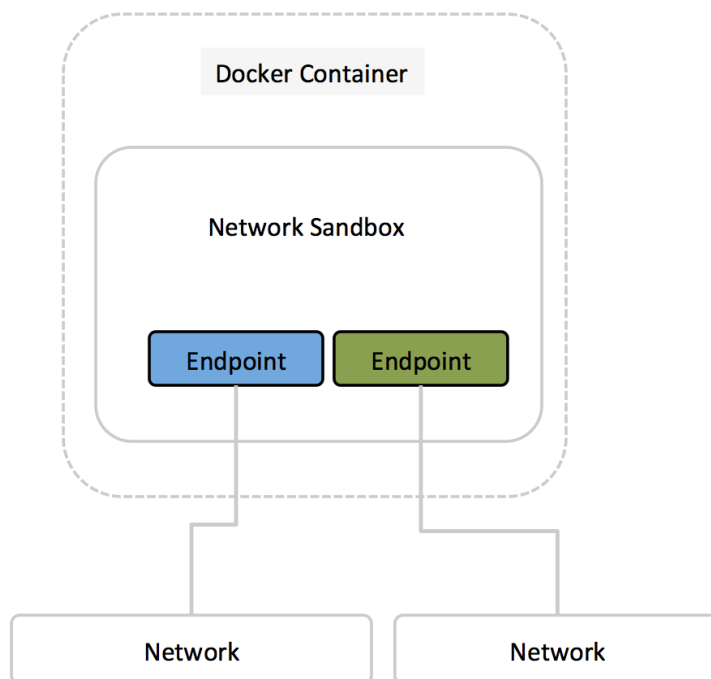 Docker Container
Network Sandbox
Endpoint
Endpoint
Network
Network